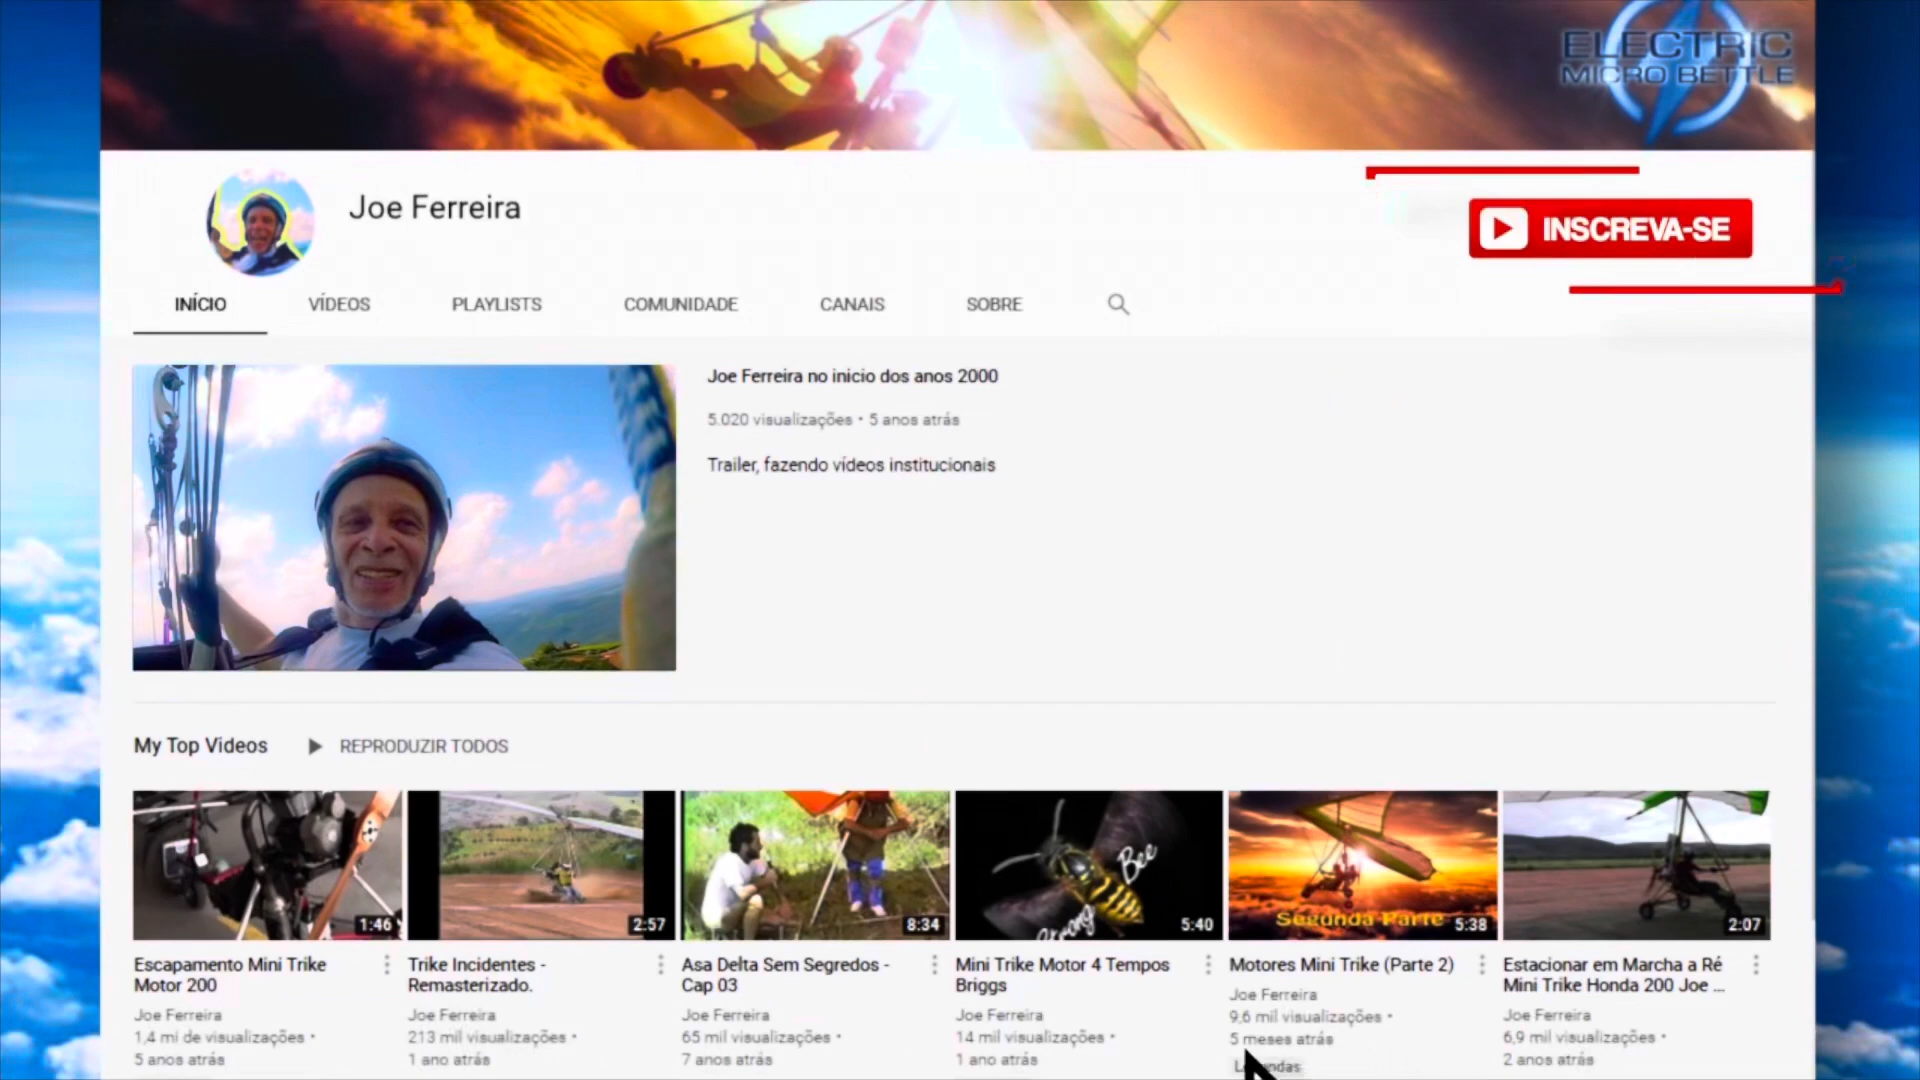 ELECTRIC
MICRO BETTLE
Joe Ferreira
INSCREVA-SE
INÍCIO VÍDEOS PLAYLISTS COMUNIDADE CANAIS SOBRE
Joe Ferreira no inicio dos anos 2000
5.020 visualizações • 5 anos atrás
Trailer, fazendo vídeos institucionais
My Top Videos REPRODUZIR TODOS
Bee
Strong
Segunda Parte
1:46 2:57 8:34 5:40 5:38 2:07
Escapamento Mini Trike
Motor 200
Joe Ferreira
1,4 mi de visualizações •
5 anos atrás
Trike Incidentes -
Remasterizado.
Joe Ferreira
213 mil visualizações •
1 ano atrás
Asa Delta Sem Segredos -
Cap 03
Joe Ferreira
65 mil visualizações •
7 anos atrás
Mini Trike Motor 4 Tempos
Briggs
Joe Ferreira
14 mil visualizações •
1 ano atrás
Motores Mini Trike (Parte 2)
Joe Ferreira
9,6 mil visualizações •
5 meses atrás
Estacionar em Marcha a Ré
Mini Trike Honda 200 Joe ...
Joe Ferreira
6,9 mil visualizações •
2 anos atrás